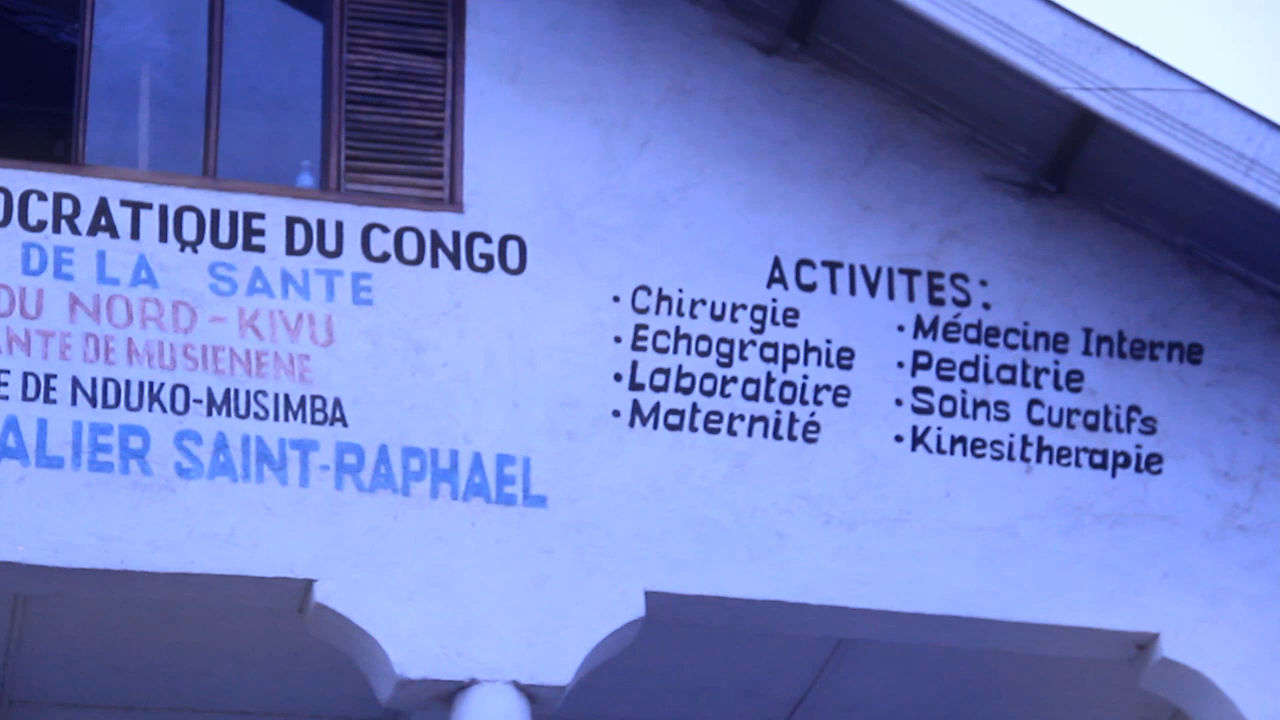 OCRATIQUE DU CONGO
DE LA SANTE
DU NORD-KIVU
ANTE DE MUSIENENE
E DE NDUKO-MUSIMBA
ALIER SAINT-RAPHAEL
ACTIVITES:
• Chirurgie
• Echographie
• Laboratoire
• Maternité
• Médecine Interne
• Pediatrie
• Soins Curatifs
• Kinesitherapie